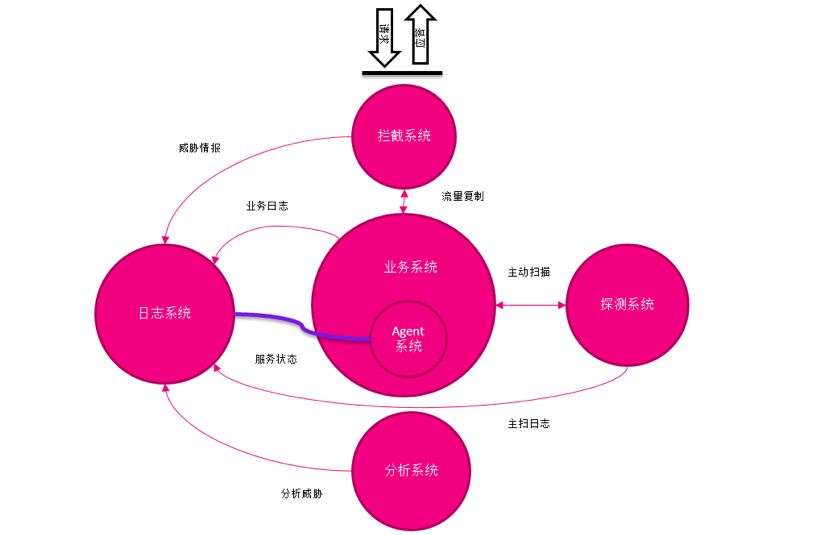 请求
应答
拦截系统
威胁情报
流量复制
业务日志
业务系统
主动扫描
探测系统
日志系统
Agent
系统
服务状态
主扫日志
分析系统
分析威胁